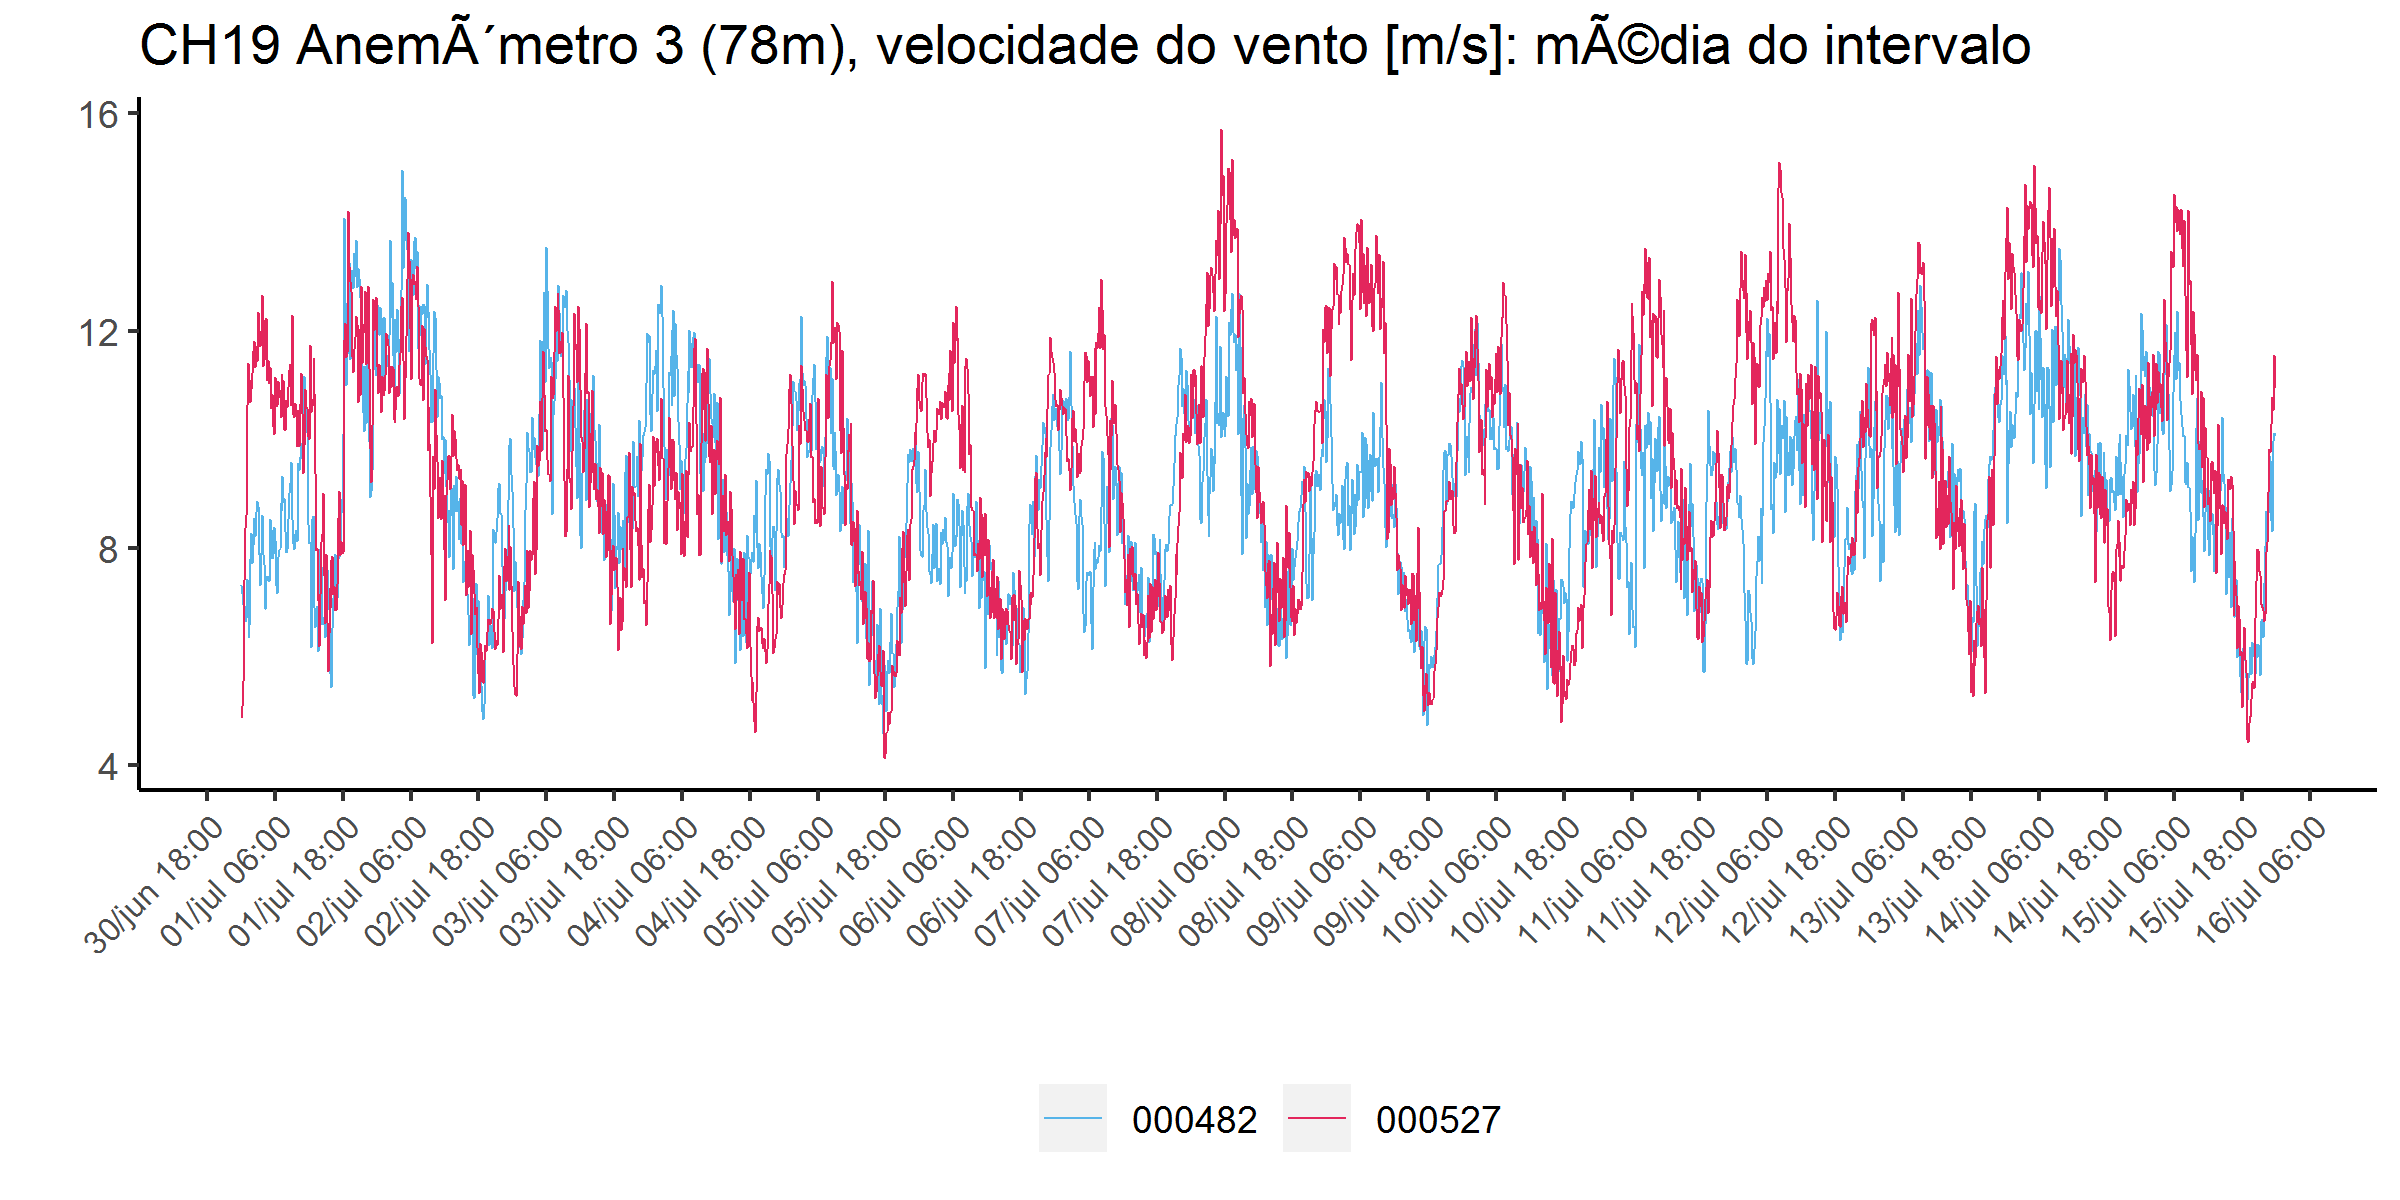 CH19 AnemÃ´metro 3 (78m), velocidade do vento [m/s]: mÃ©dia do intervalo
16
12
8
4
30/jun 18:00
01/jul 06:00
01/jul 18:00
02/jul 06:00
02/jul 18:00
03/jul 06:00
03/jul 18:00
04/jul 06:00
04/jul 18:00
05/jul 06:00
05/jul 18:00
06/jul 06:00
06/jul 18:00
07/jul 06:00
07/jul 18:00
08/jul 06:00
08/jul 18:00
09/jul 06:00
09/jul 18:00
10/jul 06:00
10/jul 18:00
11/jul 06:00
11/jul 18:00
12/jul 06:00
12/jul 18:00
13/jul 06:00
13/jul 18:00
14/jul 06:00
14/jul 18:00
15/jul 06:00
15/jul 18:00
16/jul 06:00
000482
000527